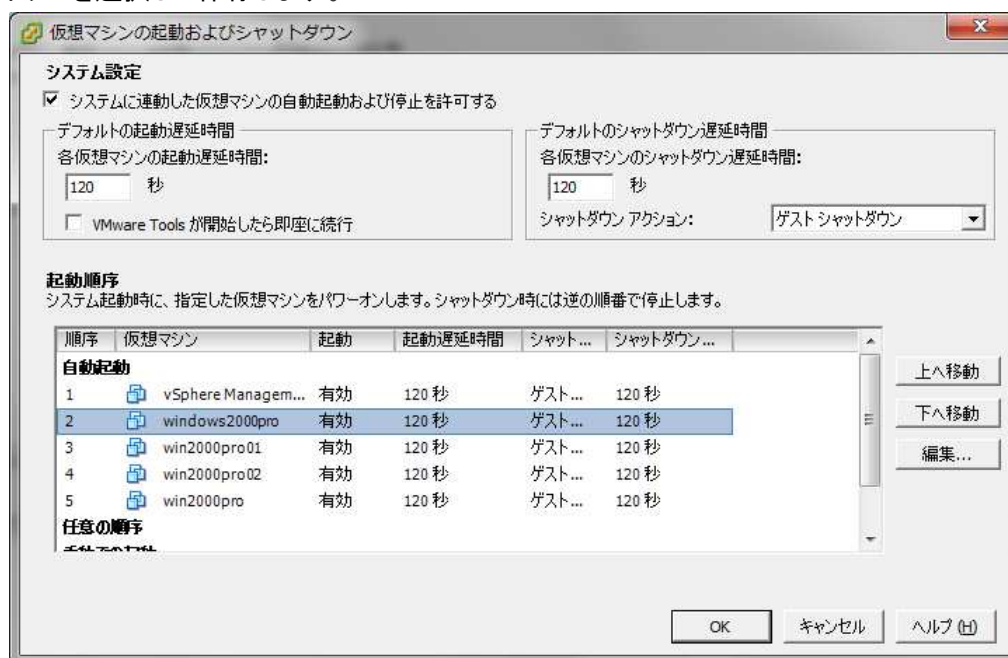 仮想マシンの起動およびシャットダウン
システム設定
システムに連動した仮想マシンの自動起動および停止を許可する
デフォルトの起動遅延時間
各仮想マシンの起動遅延時間:
120 秒
VMware Tools が開始したら即座に続行
デフォルトのシャットダウン遅延時間
各仮想マシンのシャットダウン遅延時間:
120 秒
シャットダウン アクション: ゲスト シャットダウン
起動順序
システム起動時に、指定した仮想マシンをパワーオンします。シャットダウン時には逆の順番で停止します。
順序 仮想マシン 起動 起動遅延時間 シャット... シャットダウン...
自動起動
1 vSphere Managem... 有効 120 秒 ゲスト... 120 秒
2 windows2000pro 有効 120 秒 ゲスト... 120 秒
3 win2000pro01 有効 120 秒 ゲスト... 120 秒
4 win2000pro02 有効 120 秒 ゲスト... 120 秒
5 win2000pro 有効 120 秒 ゲスト... 120 秒
任意の順序
上へ移動
下へ移動
編集...
OK キャンセル ヘルプ (H)